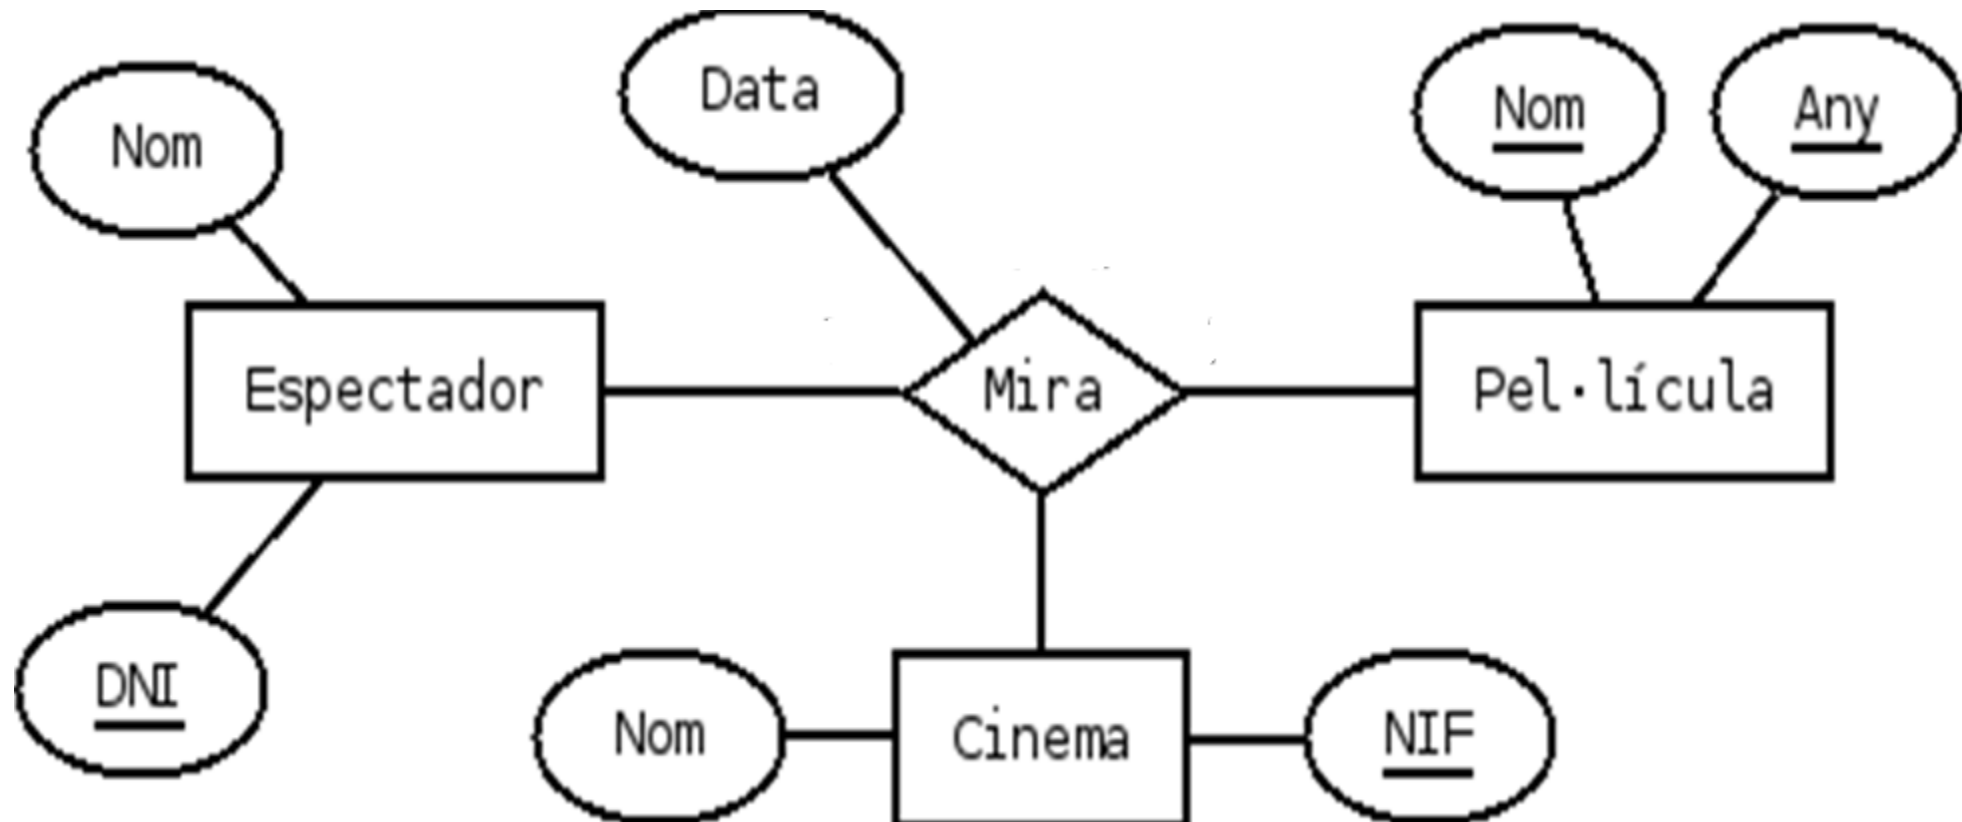 Data
Nom
Any
Nom
Espectador
Mira
Pel·lícula
DNI
Nom
Cinema
NIF